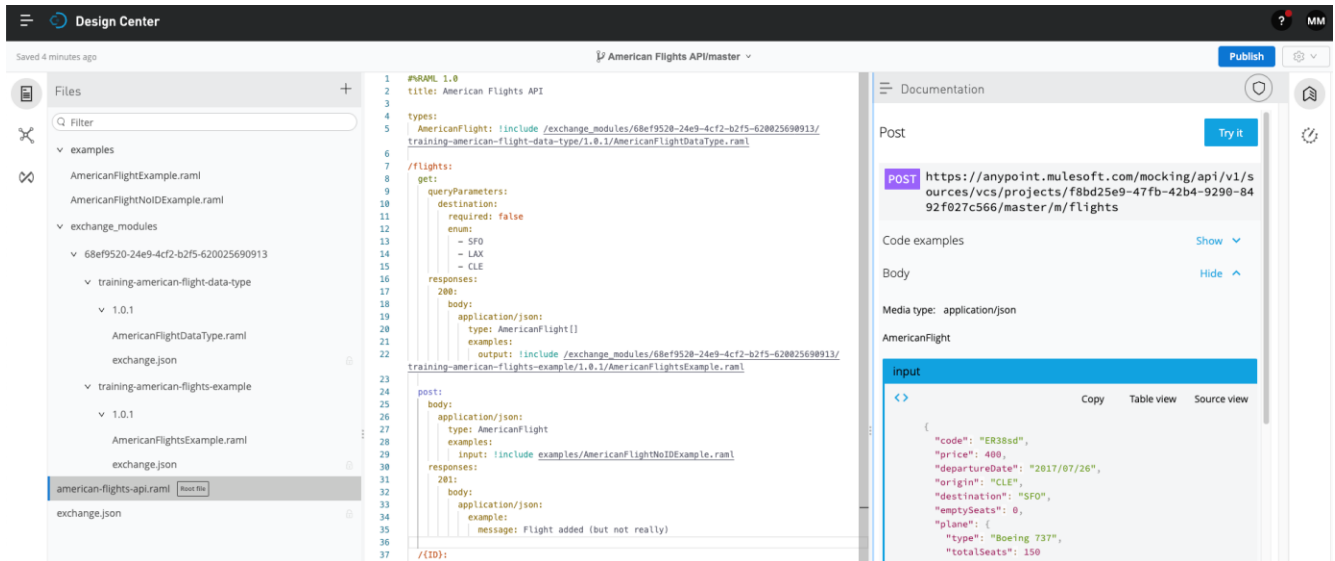 Design Center
?
MM
Saved 4 minutes ago
American Flights API/master
Publish
Files
+
Filter
examples
AmericanFlightExample.raml
AmericanFlightNoIDExample.raml
exchange_modules
68ef9520-24e9-4cf2-b2f5-620025690913
training-american-flight-data-type
1.0.1
AmericanFlightDataType.raml
exchange.json
training-american-flights-example
1.0.1
AmericanFlightsExample.raml
exchange.json
american-flights-api.raml Root file
exchange.json
1 #%RAML 1.0
2 title: American Flights API
3
4 types:
5 AmericanFlight: !include /exchange_modules/68ef9520-24e9-4cf2-b2f5-620025690913/
training-american-flight-data-type/1.0.1/AmericanFlightDataType.raml
6
7 /flights:
8 get:
9 queryParameters:
10 destination:
11 required: false
12 enum:
13 - SFO
14 - LAX
15 - CLE
16 responses:
17 200:
18 body:
19 application/json:
20 type: AmericanFlight[]
21 examples:
22 output: !include /exchange_modules/68ef9520-24e9-4cf2-b2f5-620025690913/
training-american-flights-example/1.0.1/AmericanFlightsExample.raml
23
24 post:
25 body:
26 application/json:
27 type: AmericanFlight
28 examples:
29 input: !include examples/AmericanFlightNoIDExample.raml
30 responses:
31 201:
32 body:
33 application/json:
34 example:
35 message: Flight added (but not really)
36
37 /{ID}:
Documentation
Post
Try it
POST https://anypoint.mulesoft.com/mocking/api/v1/s
ources/vcs/projects/f8bd25e9-47fb-42b4-9290-84
92f027c566/master/m/flights
Code examples Show
Body Hide
Media type: application/json
AmericanFlight
input
<> Copy Table view Source view
{
"code": "ER38sd",
"price": 400,
"departureDate": "2017/07/26",
"origin": "CLE",
"destination": "SFO",
"emptySeats": 0,
"plane": {
"type": "Boeing 737",
"totalSeats": 150